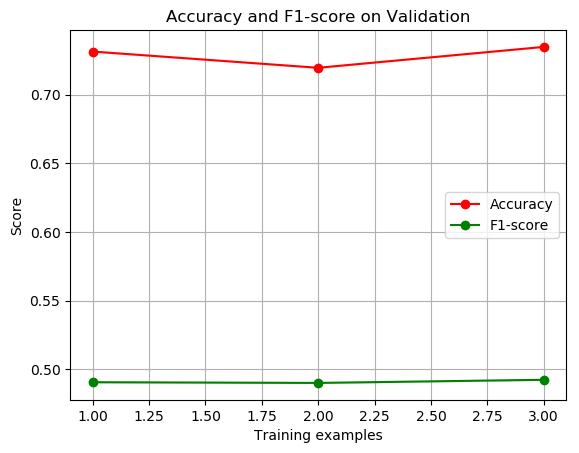 Accuracy and F1-score on Validation
0.70
0.65
0.60
0.55
0.50
Score
Accuracy
F1-score
1.00 1.25 1.50 1.75 2.00 2.25 2.50 2.75 3.00
Training examples